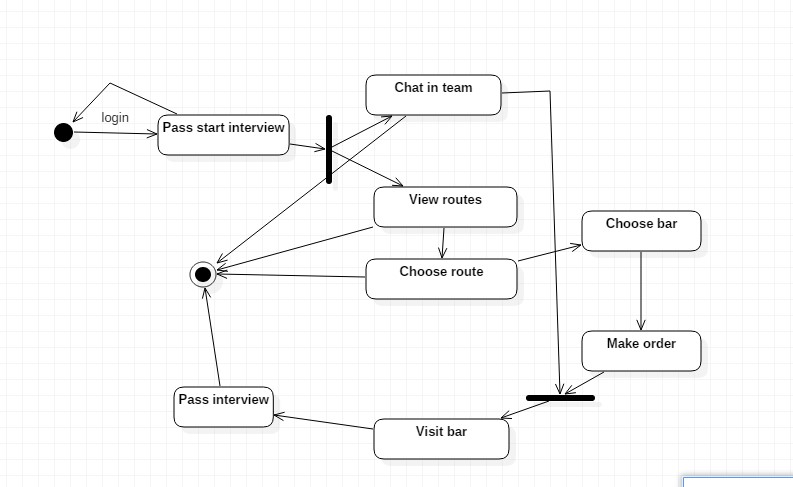 Chat in team
login
Pass start interview
View routes
Choose bar
Choose route
Make order
Pass interview
Visit bar